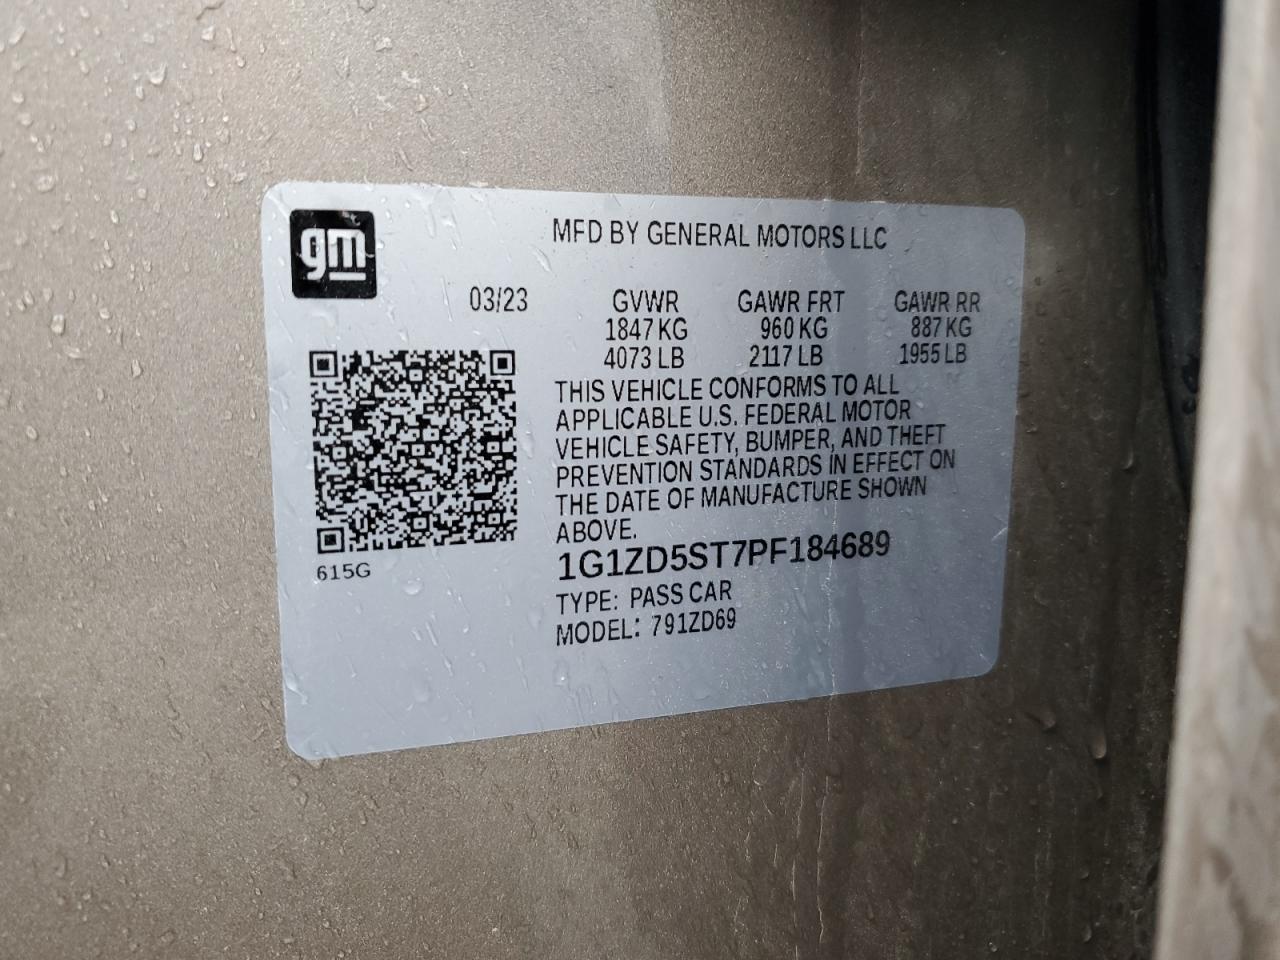 gm
MFD BY GENERAL MOTORS LLC
03/23 GVWR GAWR FRT GAWR RR
1847 KG 960 KG 887 KG
4073 LB 2117 LB 1955 LB
THIS VEHICLE CONFORMS TO ALL
APPLICABLE U.S. FEDERAL MOTOR
VEHICLE SAFETY, BUMPER, AND THEFT
PREVENTION STANDARDS IN EFFECT ON
THE DATE OF MANUFACTURE SHOWN
ABOVE.
1G1ZD5ST7PF184689
615G
TYPE: PASS CAR
MODEL: 791ZD69